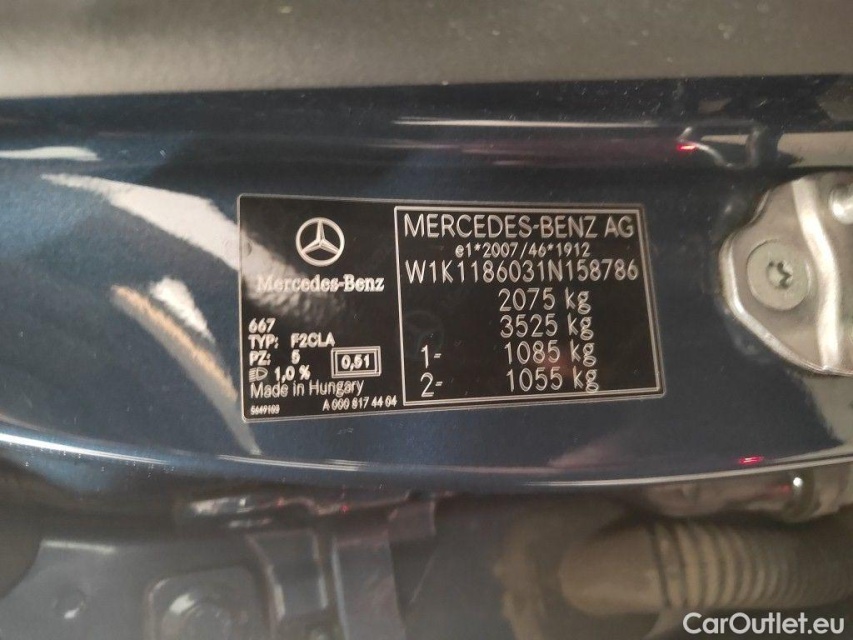 Mercedes-Benz
667
TYP: F2CLA
PZ: 5
1,0 %
0,51
Made in Hungary
5649103
A 000 817 44 04
MERCEDES-BENZ AG
e1*2007/46*1912
W1K1186031N158786
2075 kg
3525 kg
1- 1085 kg
2- 1055 kg
CarOutlet.eu